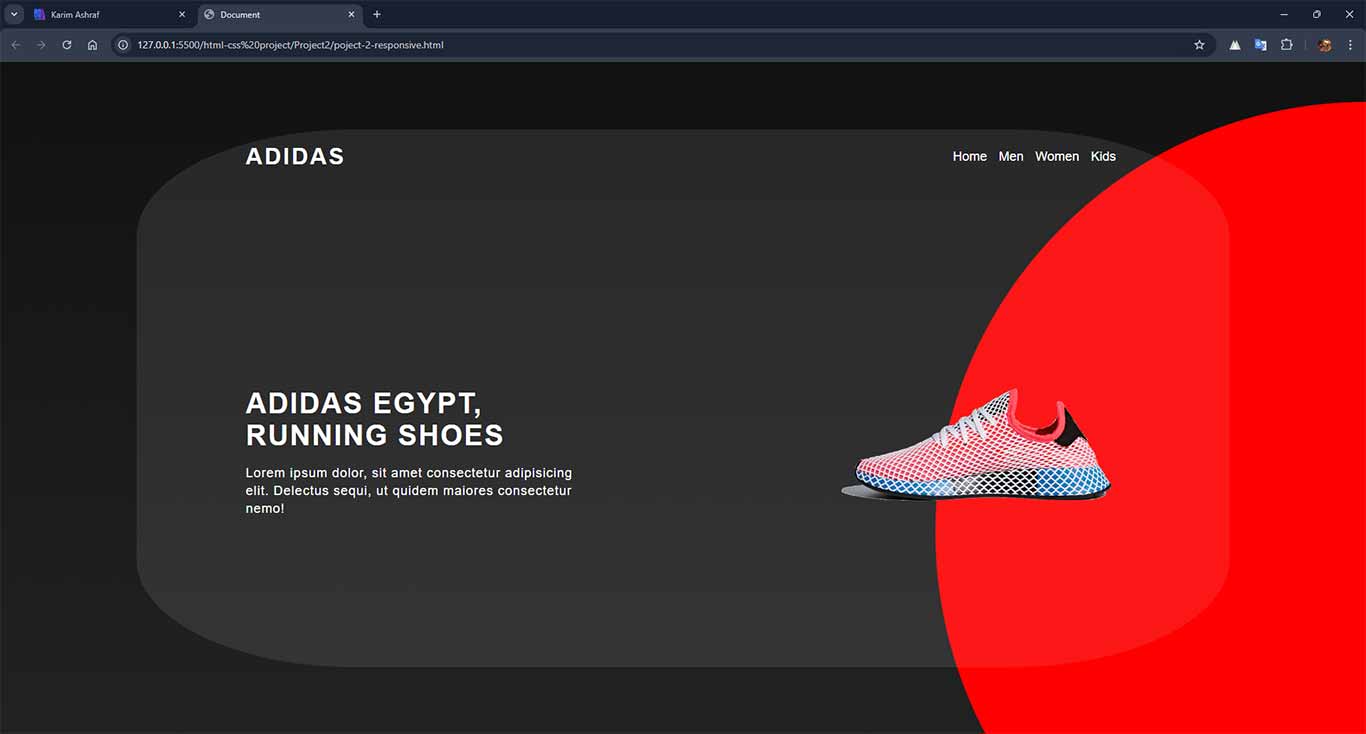 Karim Ashraf
Document
127.0.0.1:5500/html-css%20project/Project2/poject-2-responsive.html
ADIDAS
Home Men Women Kids
ADIDAS EGYPT,
RUNNING SHOES
Lorem ipsum dolor, sit amet consectetur adipisicing
elit. Delectus sequi, ut quidem maiores consectetur
nemo!